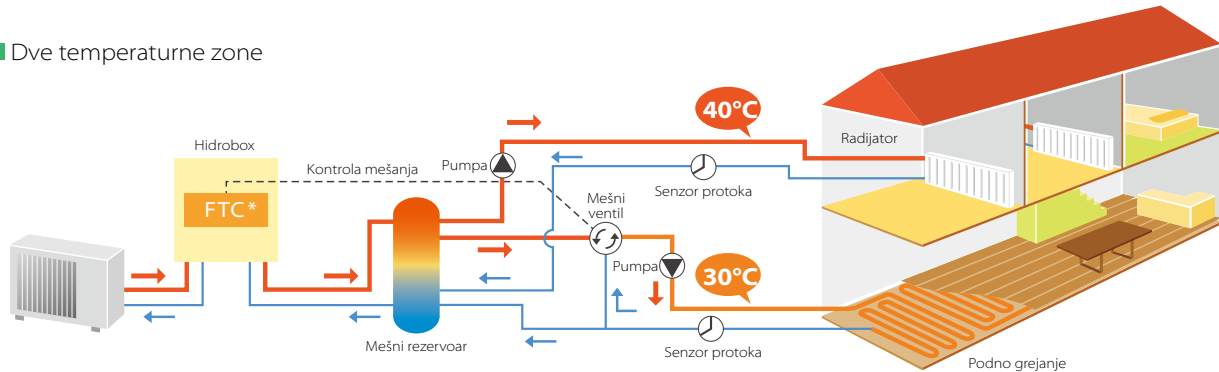 Dve temperaturne zone
40°C
Radijator
Hidrobox
Kontrola mešanja
Pumpa
Senzor protoka
FTC*
Mešni
ventil
Pumpa
30°C
Mešni rezervoar
Senzor protoka
Podno grejanje